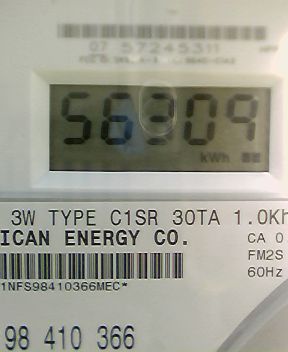 07 57245311
56309
kWh
3W TYPE C1SR 30TA 1.0Kh
ICAN ENERGY CO.
CA 0.
FM2S
60Hz
1NFS98410366MEC*
98 410 366